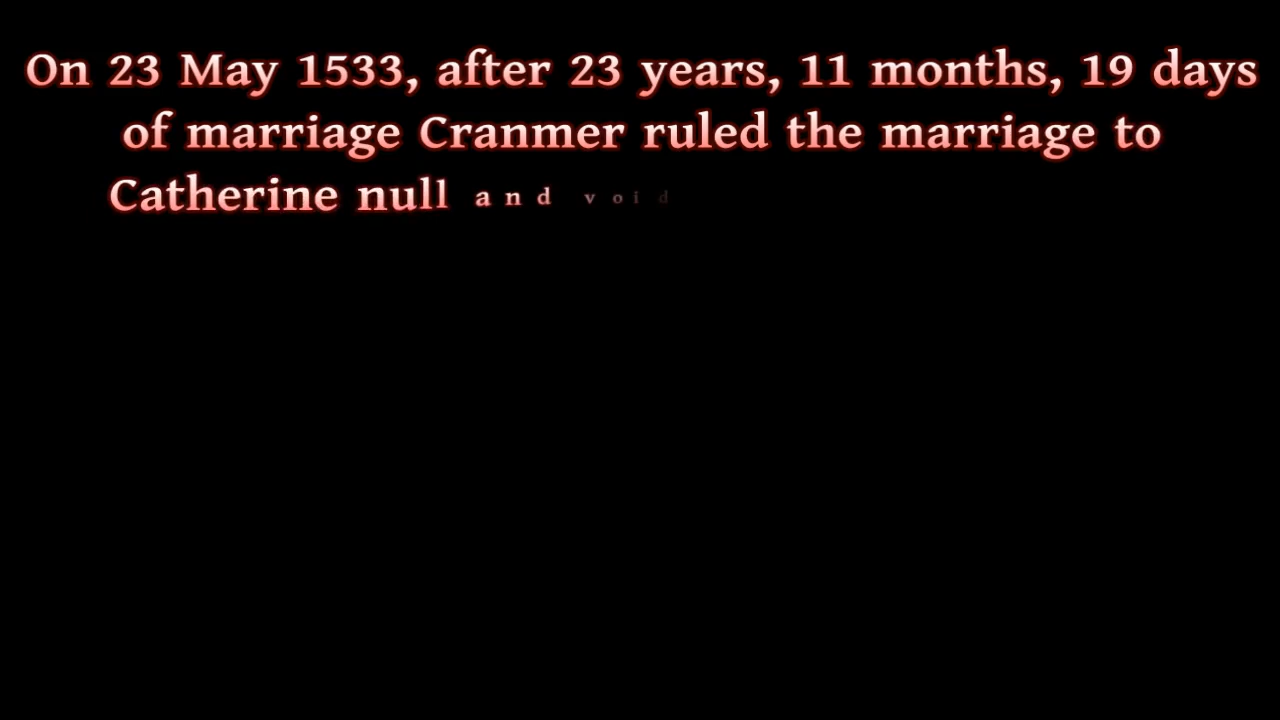 On 23 May 1533, after 23 years, 11 months, 19 days
of marriage Cranmer ruled the marriage to
Catherine null and void